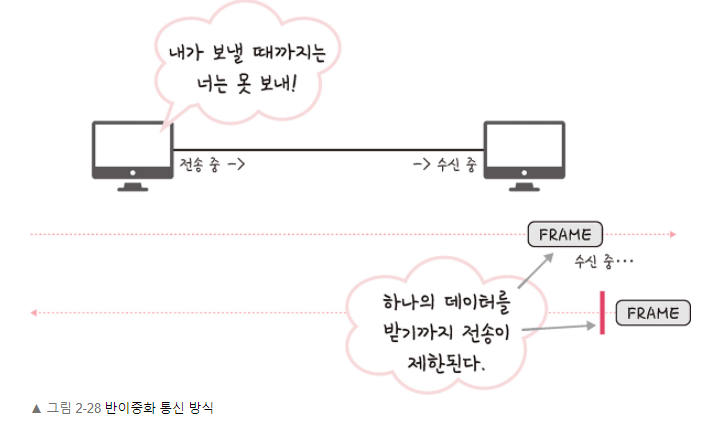 내가 보낼 때까지는
너는 못 보내!
전송 중 ->
-> 수신 중
FRAME
수신 중···
하나의 데이터를
받기까지 전송이
제한된다.
FRAME
▲ 그림 2-28 반이중화 통신 방식